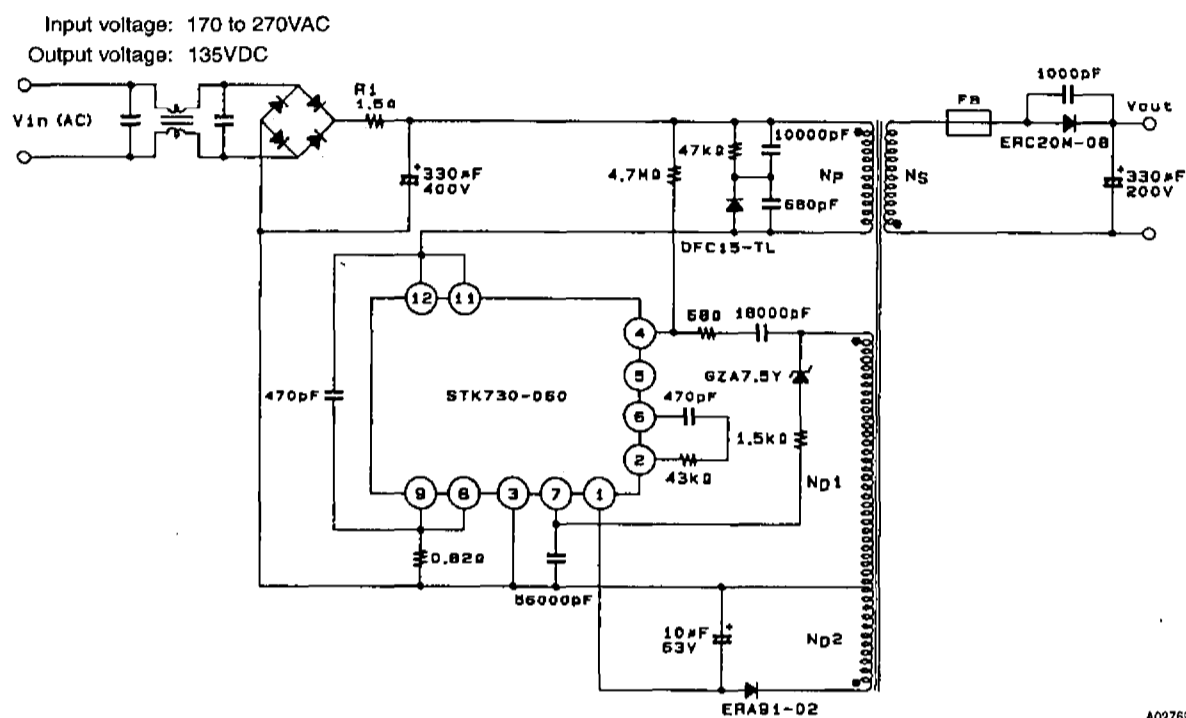 Input voltage: 170 to 270VAC
Output voltage: 135VDC
Vin (AC)
R1
1.5Ω
330μF
400V
4.7MΩ
47kΩ
10000pF
680pF
DFC15-TL
NP
NS
FB
1000pF
ERC20M-08
Vout
330μF
200V
12
11
4
5
6
2
9
8
3
7
1
STK730-060
470pF
68Ω
18000pF
GZA7.5Y
470pF
1.5kΩ
43kΩ
ND1
0.82Ω
56000pF
10μF
63V
ND2
ERA91-02